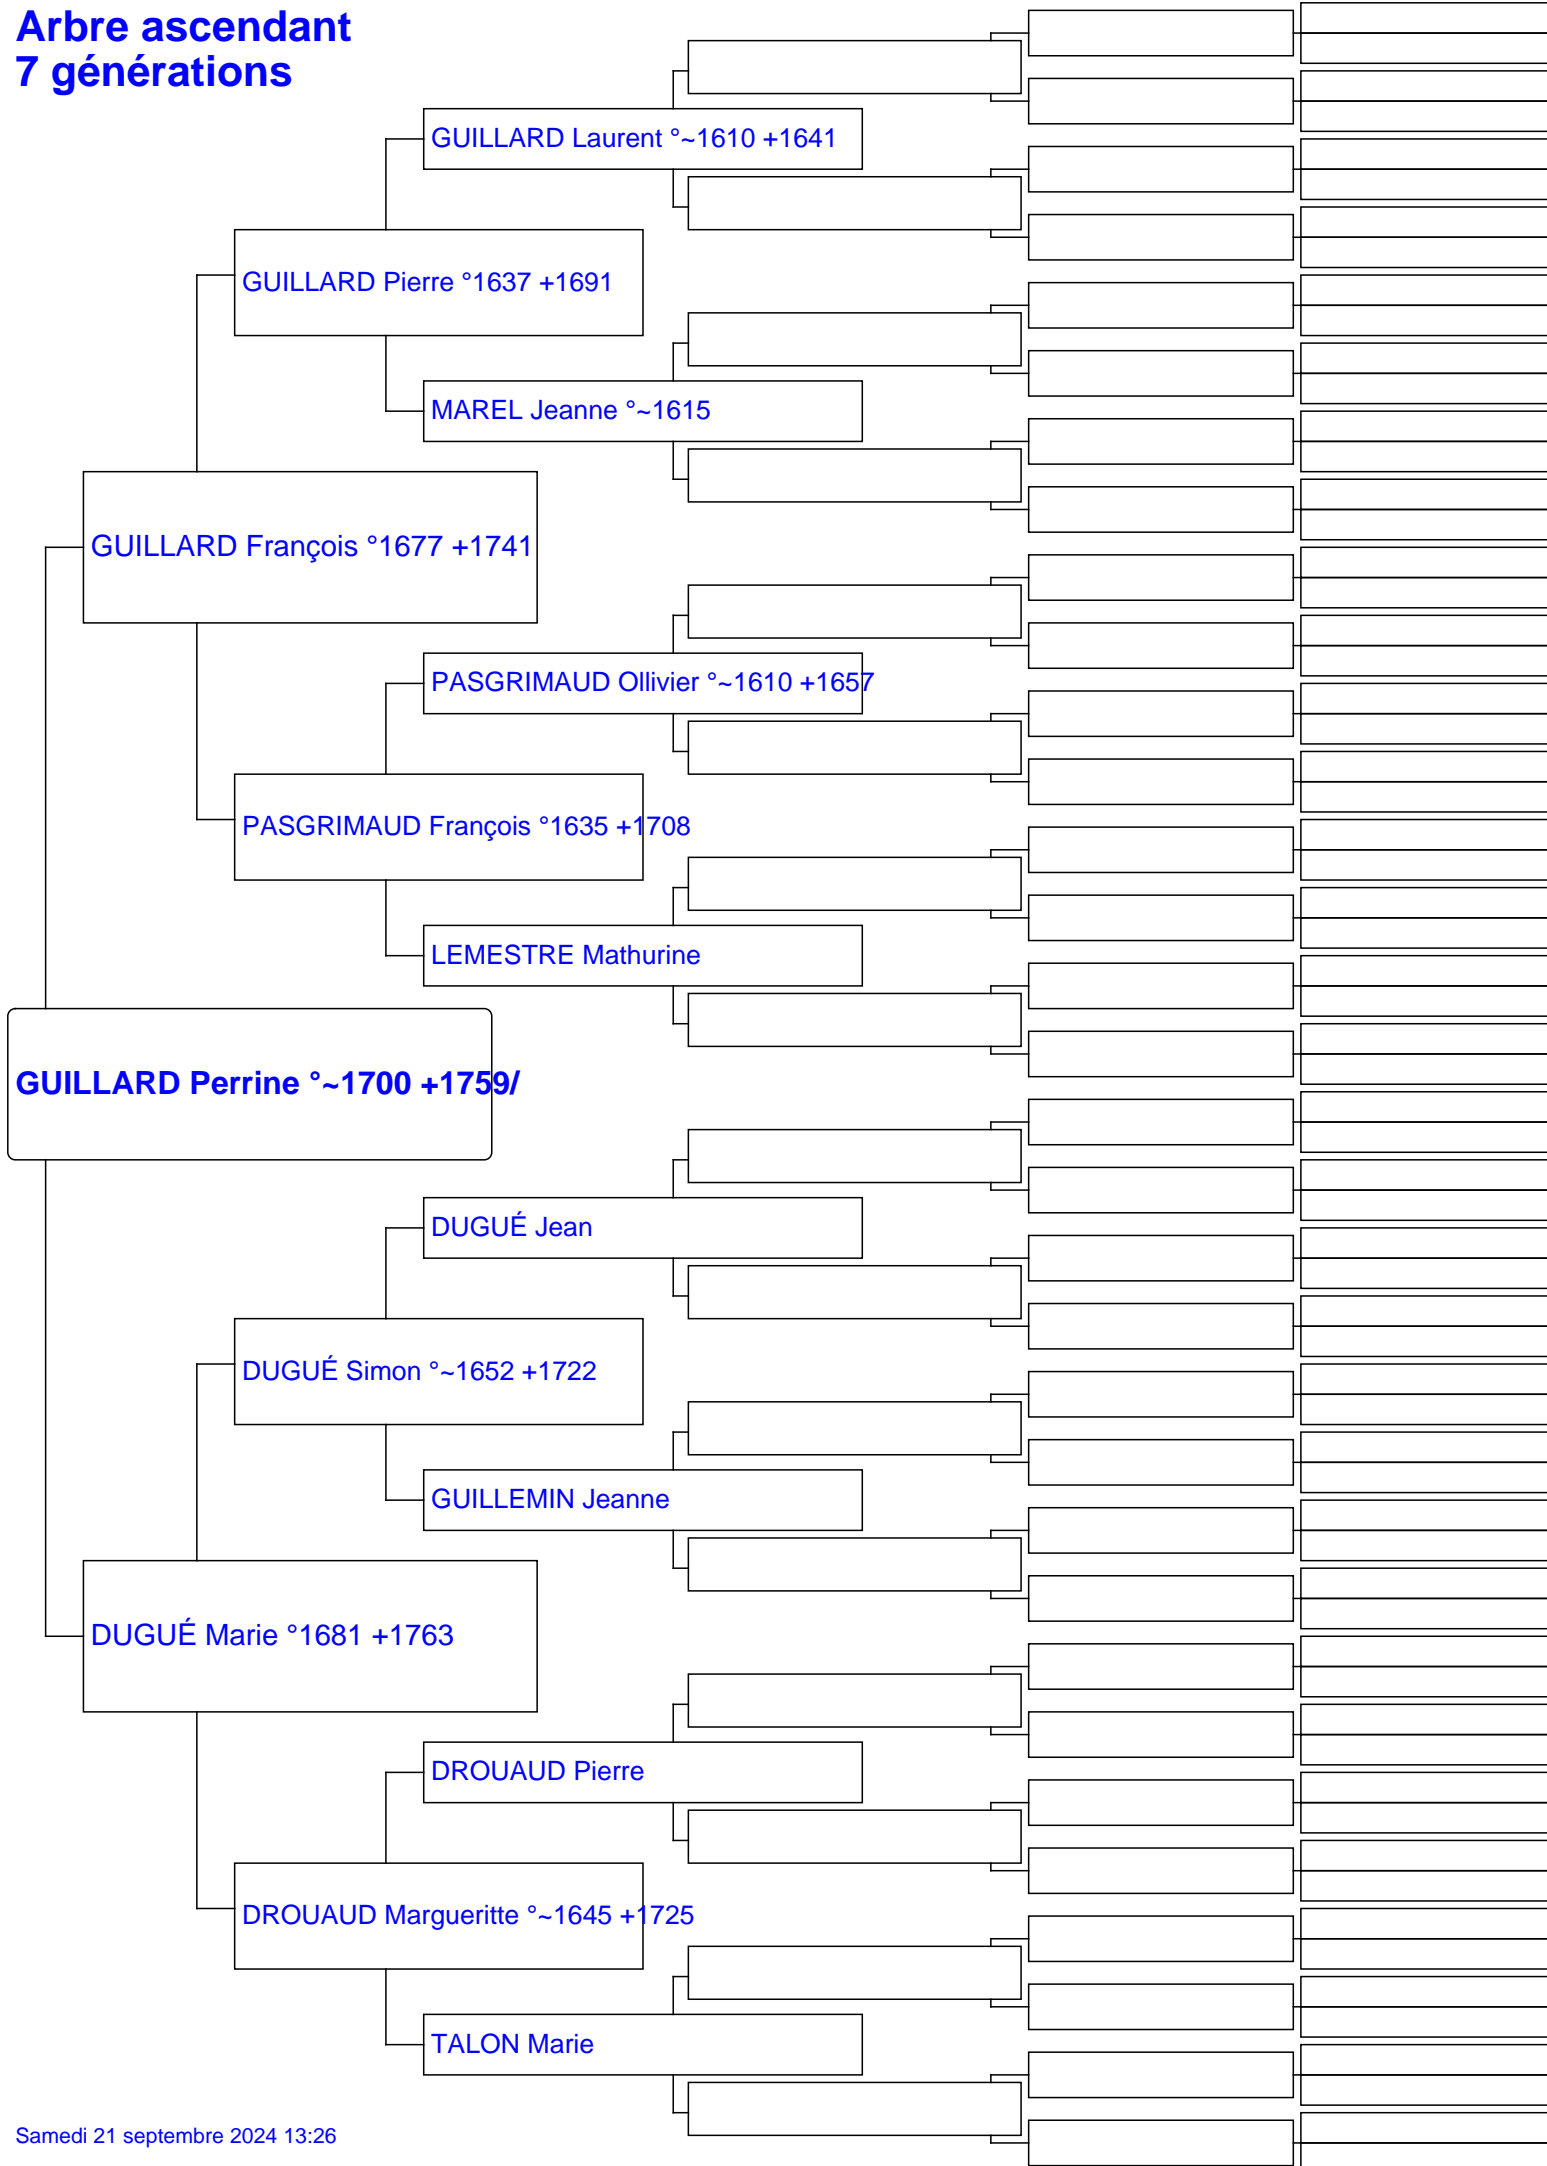 Arbre ascendant
7 générations
GUILLARD Laurent °~1610 +1641
GUILLARD Pierre °1637 +1691
MAREL Jeanne °~1615
GUILLARD François °1677 +1741
PASGRIMAUD Ollivier °~1610 +1657
PASGRIMAUD François °1635 +1708
LEMESTRE Mathurine
GUILLARD Perrine °~1700 +1759/
DUGUÉ Jean
DUGUÉ Simon °~1652 +1722
GUILLEMIN Jeanne
DUGUÉ Marie °1681 +1763
DROUAUD Pierre
DROUAUD Margueritte °~1645 +1725
TALON Marie
Samedi 21 septembre 2024 13:26